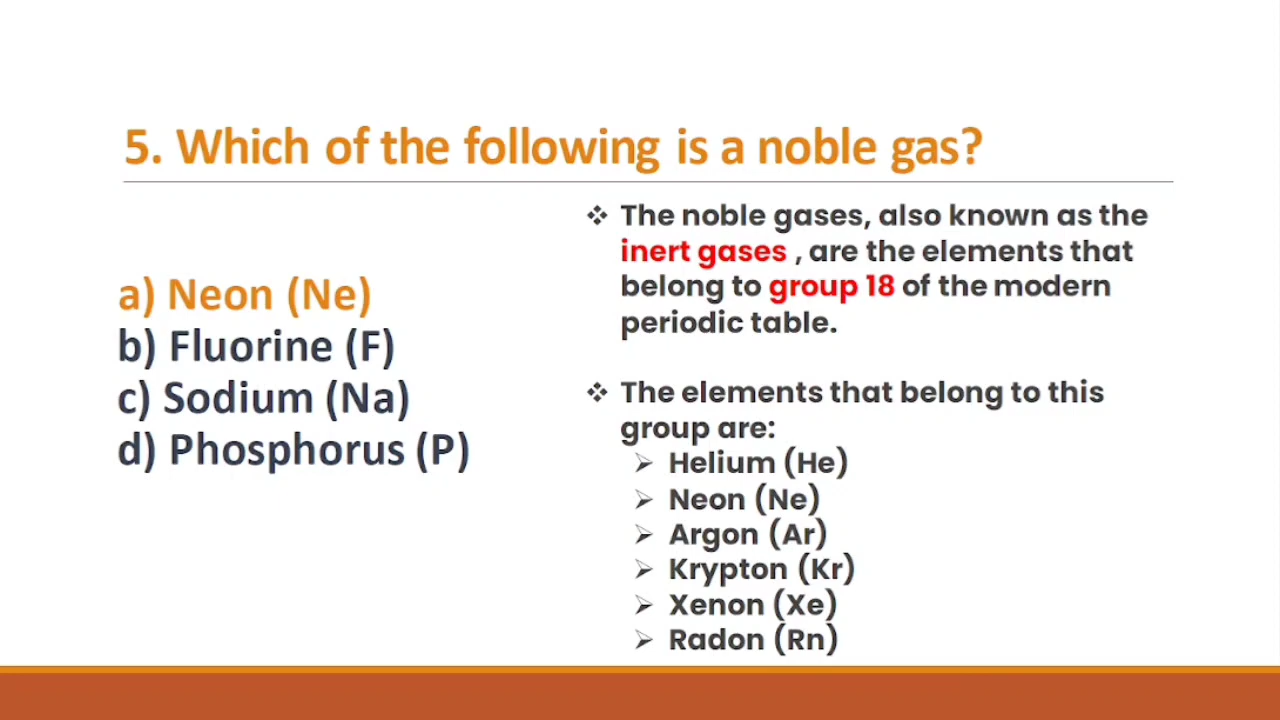 5. Which of the following is a noble gas?
a) Neon (Ne)
b) Fluorine (F)
c) Sodium (Na)
d) Phosphorus (P)
❖ The noble gases, also known as the
inert gases , are the elements that
belong to group 18 of the modern
periodic table.
❖ The elements that belong to this
group are:
➢ Helium (He)
➢ Neon (Ne)
➢ Argon (Ar)
➢ Krypton (Kr)
➢ Xenon (Xe)
➢ Radon (Rn)